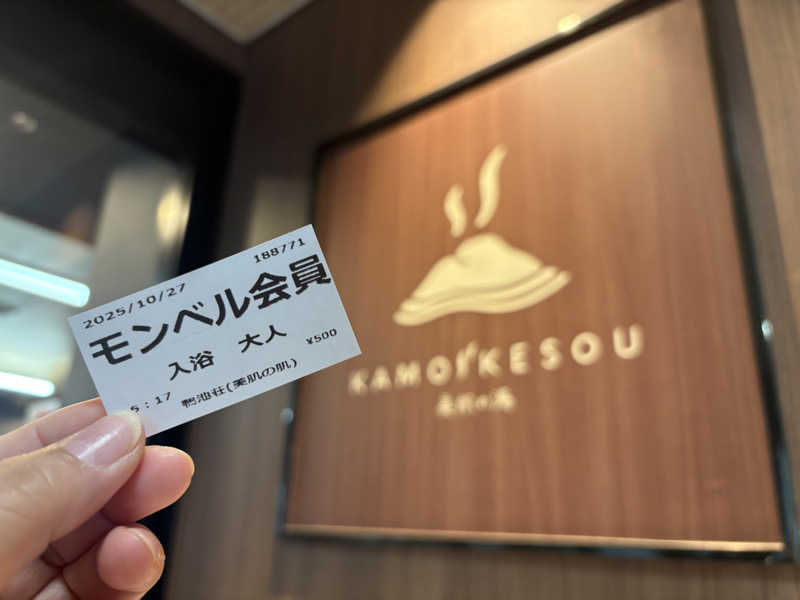 188771
2025/10/27
モンベル会員
入浴 大人 ¥500
5:17 鴨池荘(美肌の肌)
KAMOIKESOU
美肌の湯